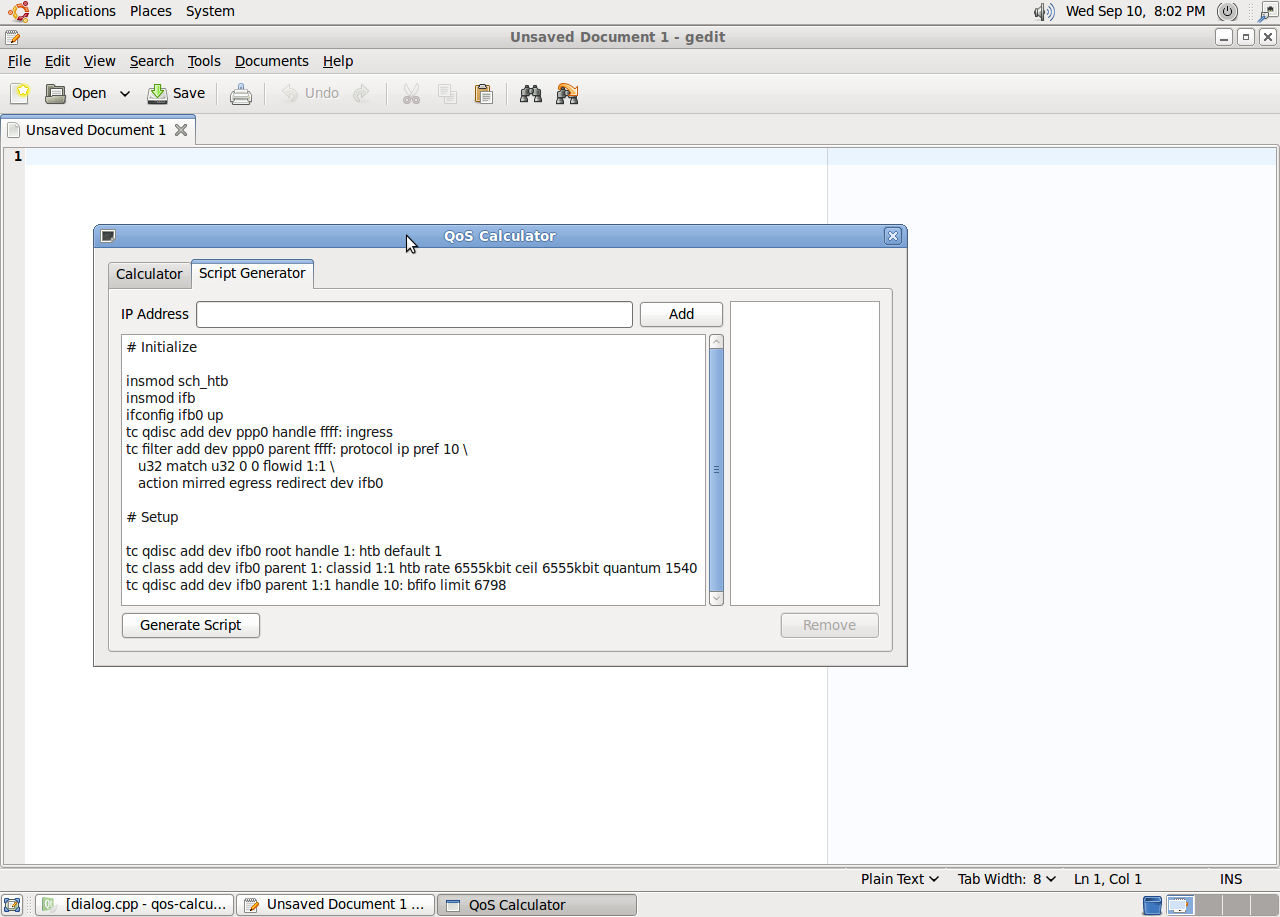 Applications Places System Wed Sep 10, 8:02 PM
Unsaved Document 1 - gedit
File Edit View Search Tools Documents Help
Open Save Undo
Unsaved Document 1
1
QoS Calculator
Calculator Script Generator
IP Address Add
# Initialize
insmod sch_htb
insmod ifb
ifconfig ifb0 up
tc qdisc add dev ppp0 handle ffff: ingress
tc filter add dev ppp0 parent ffff: protocol ip pref 10 \
u32 match u32 0 0 flowid 1:1 \
action mirred egress redirect dev ifb0
# Setup
tc qdisc add dev ifb0 root handle 1: htb default 1
tc class add dev ifb0 parent 1: classid 1:1 htb rate 6555kbit ceil 6555kbit quantum 1540
tc qdisc add dev ifb0 parent 1:1 handle 10: bfifo limit 6798
Generate Script Remove
Plain Text Tab Width: 8 Ln 1, Col 1 INS
[dialog.cpp - qos-calcu... Unsaved Document 1 ... QoS Calculator